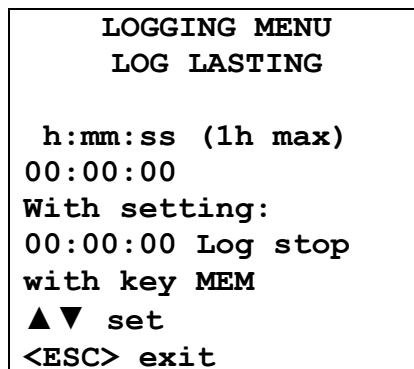 LOGGING MENU
LOG LASTING
h:mm:ss (1h max)
00:00:00
With setting:
00:00:00 Log stop
with key MEM
▲▼ set
<ESC> exit